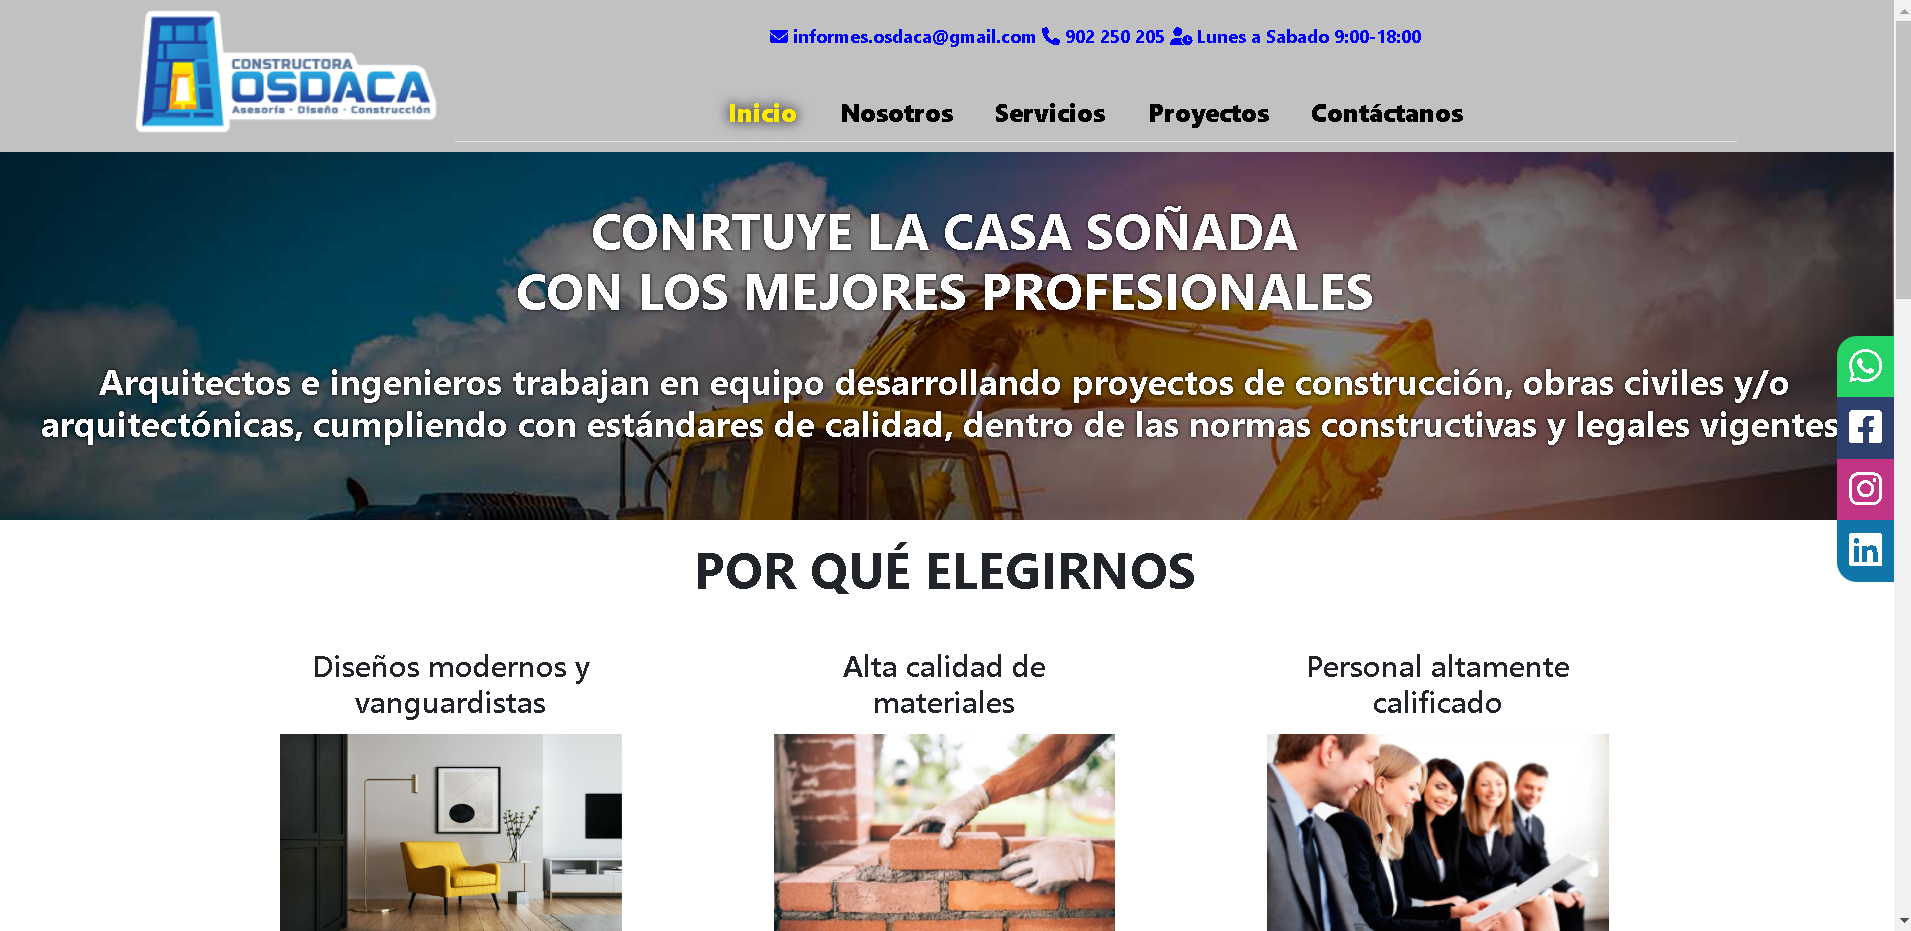 CONSTRUCTORA
OSDACA
Asesoría · Diseño · Construcción
informes.osdaca@gmail.com 902 250 205 Lunes a Sabado 9:00-18:00
Inicio Nosotros Servicios Proyectos Contáctanos
CONRTUYE LA CASA SOÑADA
CON LOS MEJORES PROFESIONALES
Arquitectos e ingenieros trabajan en equipo desarrollando proyectos de construcción, obras civiles y/o
arquitectónicas, cumpliendo con estándares de calidad, dentro de las normas constructivas y legales vigentes
POR QUÉ ELEGIRNOS
Diseños modernos y
vanguardistas
Alta calidad de
materiales
Personal altamente
calificado